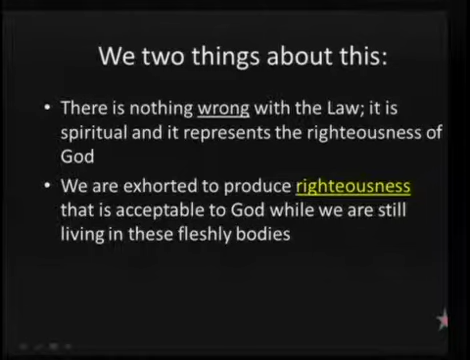 We two things about this:
• There is nothing wrong with the Law; it is
spiritual and it represents the righteousness of
God
• We are exhorted to produce righteousness
that is acceptable to God while we are still
living in these fleshly bodies